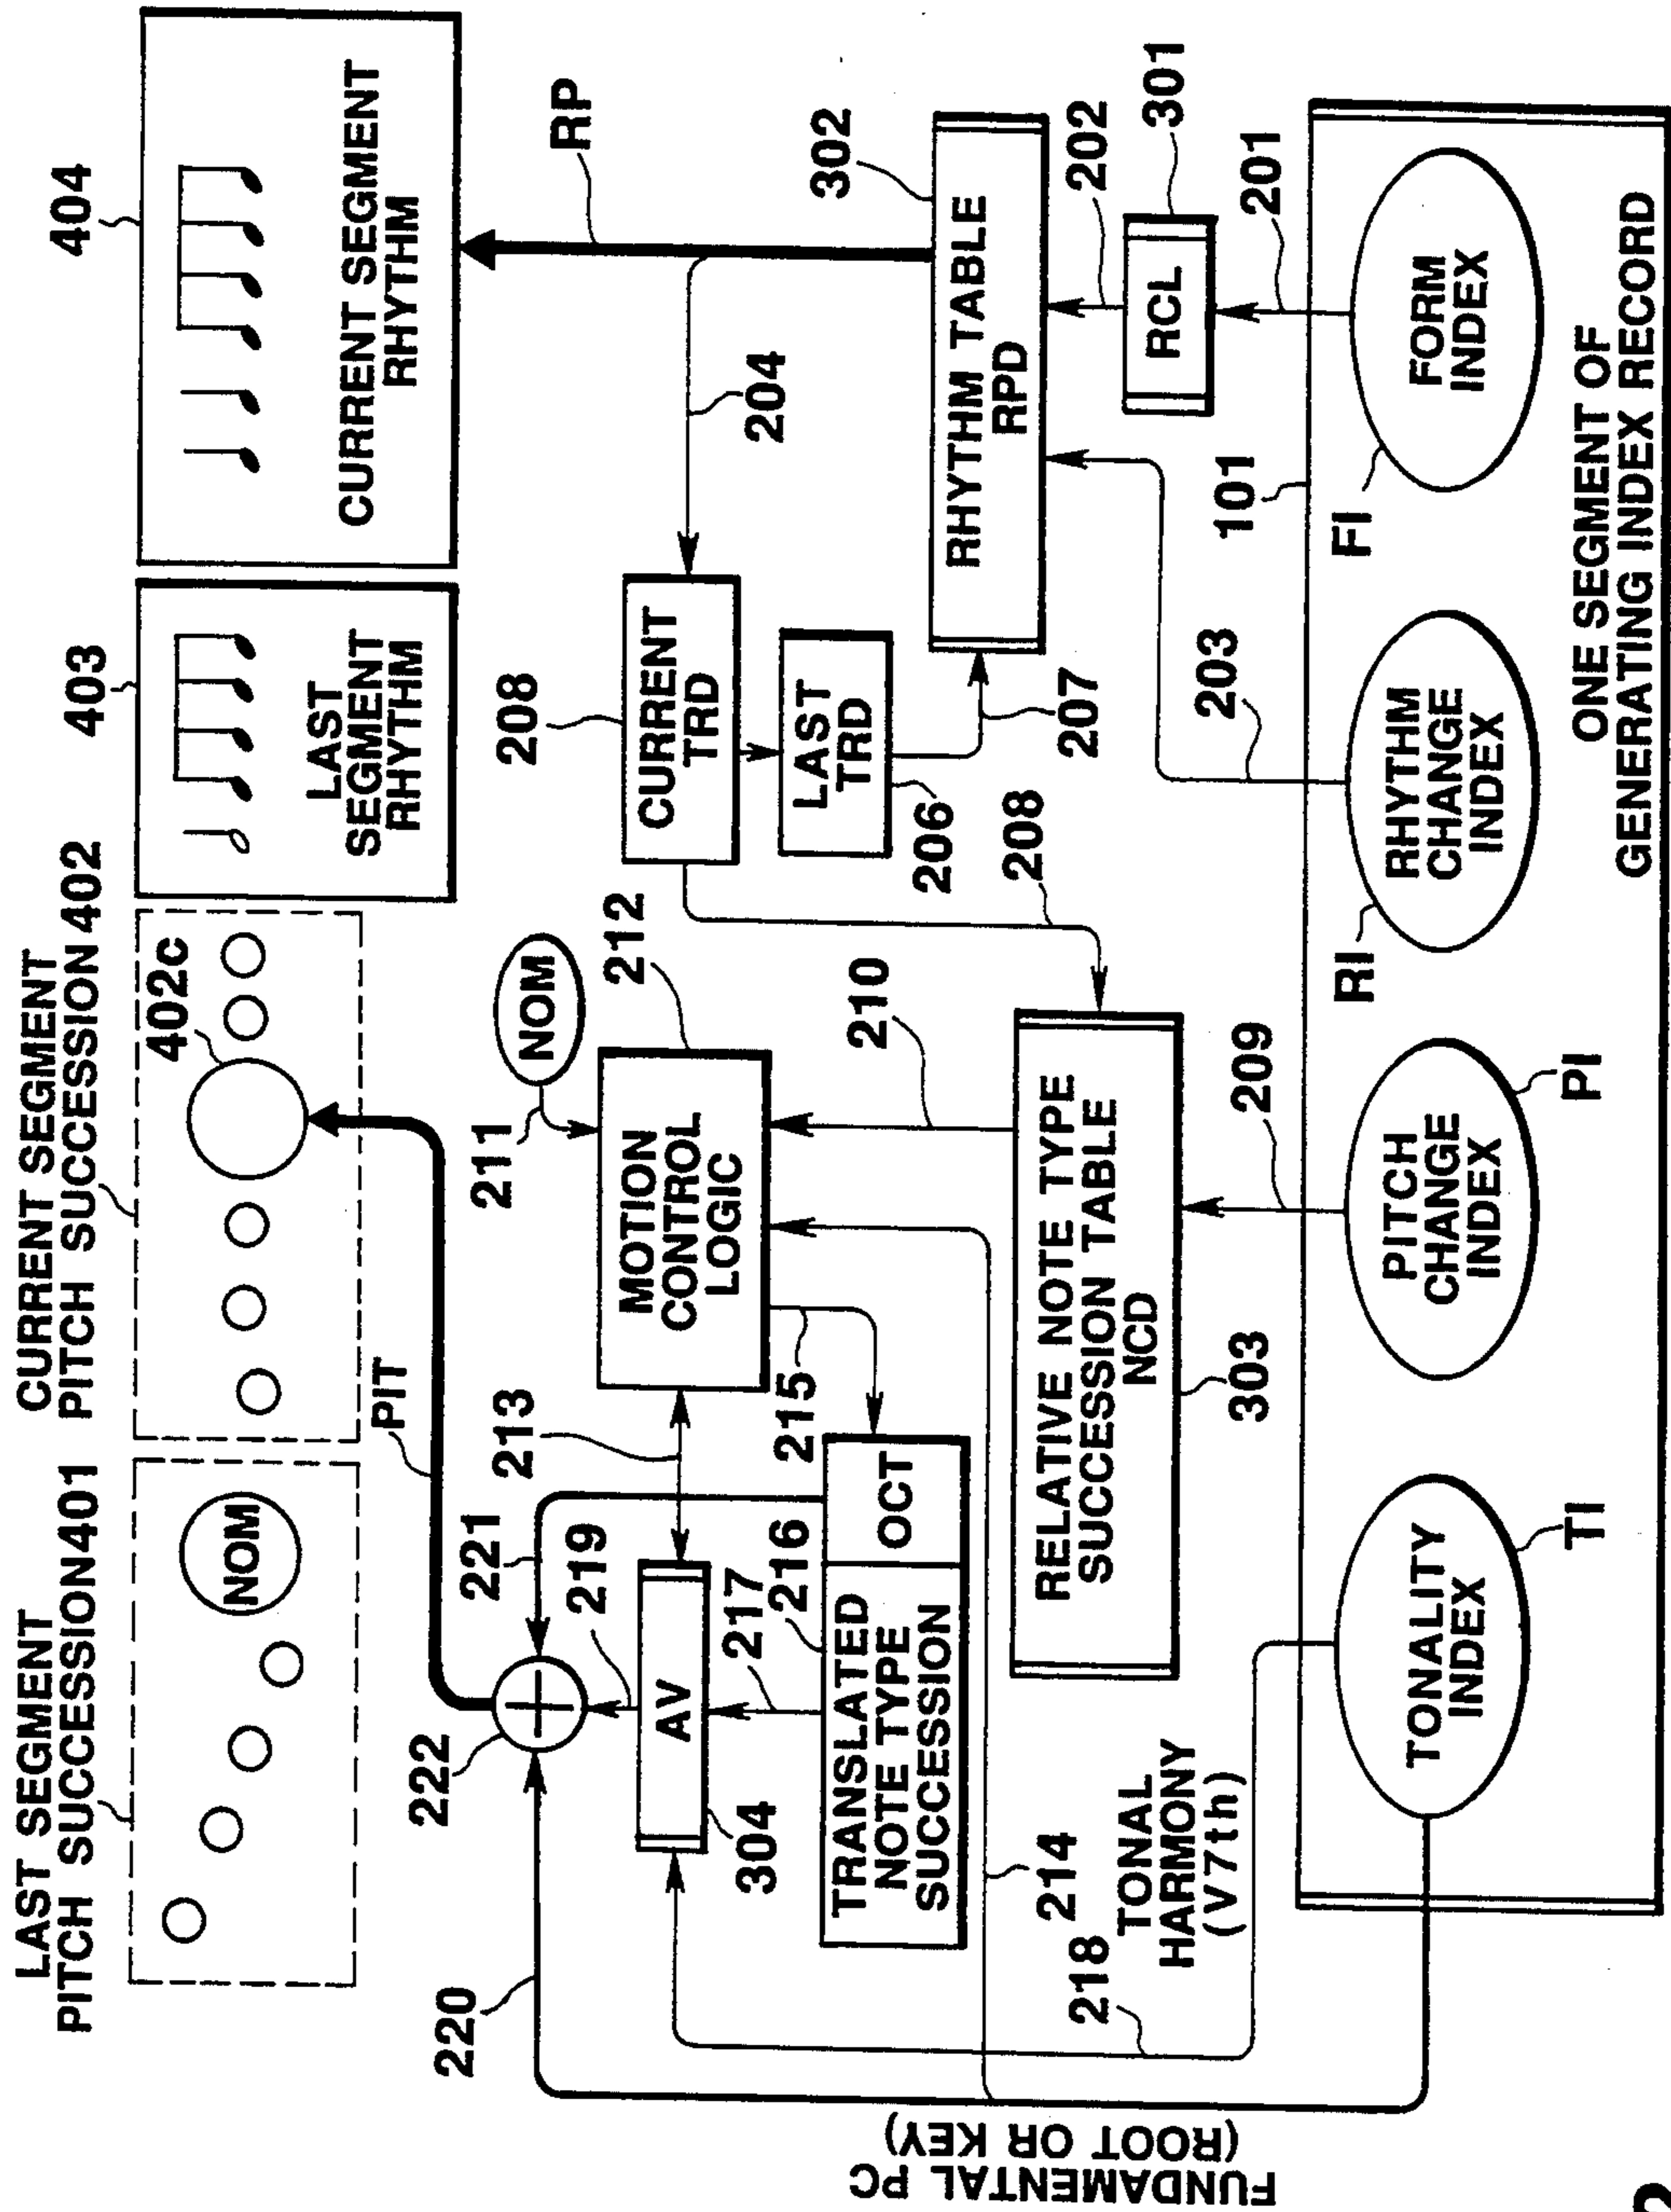 LAST SEGMENT
PITCH SUCCESSION 401
NOM
CURRENT SEGMENT
PITCH SUCCESSION 402
402c
403
LAST
SEGMENT
RHYTHM
404
CURRENT SEGMENT
RHYTHM
PIT
RP
220
222
221
219
213
211
NOM
212
208
CURRENT
TRD
204
302
AV
304
217
216
215
MOTION
CONTROL
LOGIC
LAST
TRD
206
207
TRANSLATED
NOTE TYPE
SUCCESSION
OCT
210
208
RHYTHM TABLE
RPD
202
301
RCL
201
214
218
TONAL
HARMONY
(V7th)
RELATIVE NOTE TYPE
SUCCESSION TABLE
NCD
303
209
203
101
FUNDAMENTAL PC
(ROOT OR KEY)
TONALITY
INDEX
TI
PITCH
CHANGE
INDEX
PI
RHYTHM
CHANGE
INDEX
RI
FORM
INDEX
FI
ONE SEGMENT OF
GENERATING INDEX RECORD